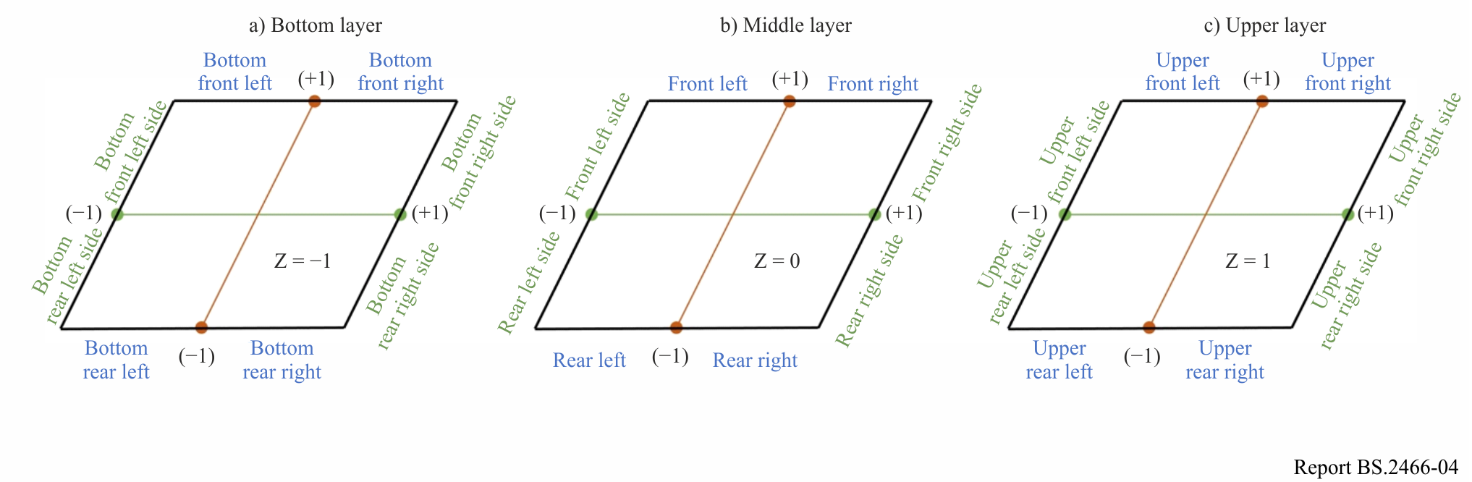 a) Bottom layer
Bottom
front left
(+1)
Bottom
front right
Bottom
front left side
Bottom
front right side
(−1)
(+1)
Bottom
rear left side
Z = −1
Bottom
rear right side
Bottom
rear left
(−1)
Bottom
rear right
b) Middle layer
Front left
(+1)
Front right
Front left side
Front right side
(−1)
(+1)
Rear left side
Z = 0
Rear right side
Rear left
(−1)
Rear right
c) Upper layer
Upper
front left
(+1)
Upper
front right
Upper
front left side
Upper
front right side
(−1)
(+1)
Upper
rear left side
Z = 1
Upper
rear right side
Upper
rear left
(−1)
Upper
rear right
Report BS.2466-04